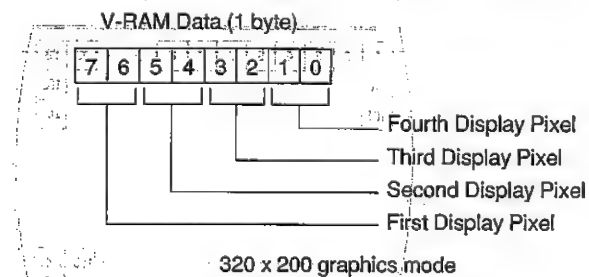 V-RAM Data (1 byte)
7 6 5 4 3 2 1 0
Fourth Display Pixel
Third Display Pixel
Second Display Pixel
First Display Pixel
320 x 200 graphics mode